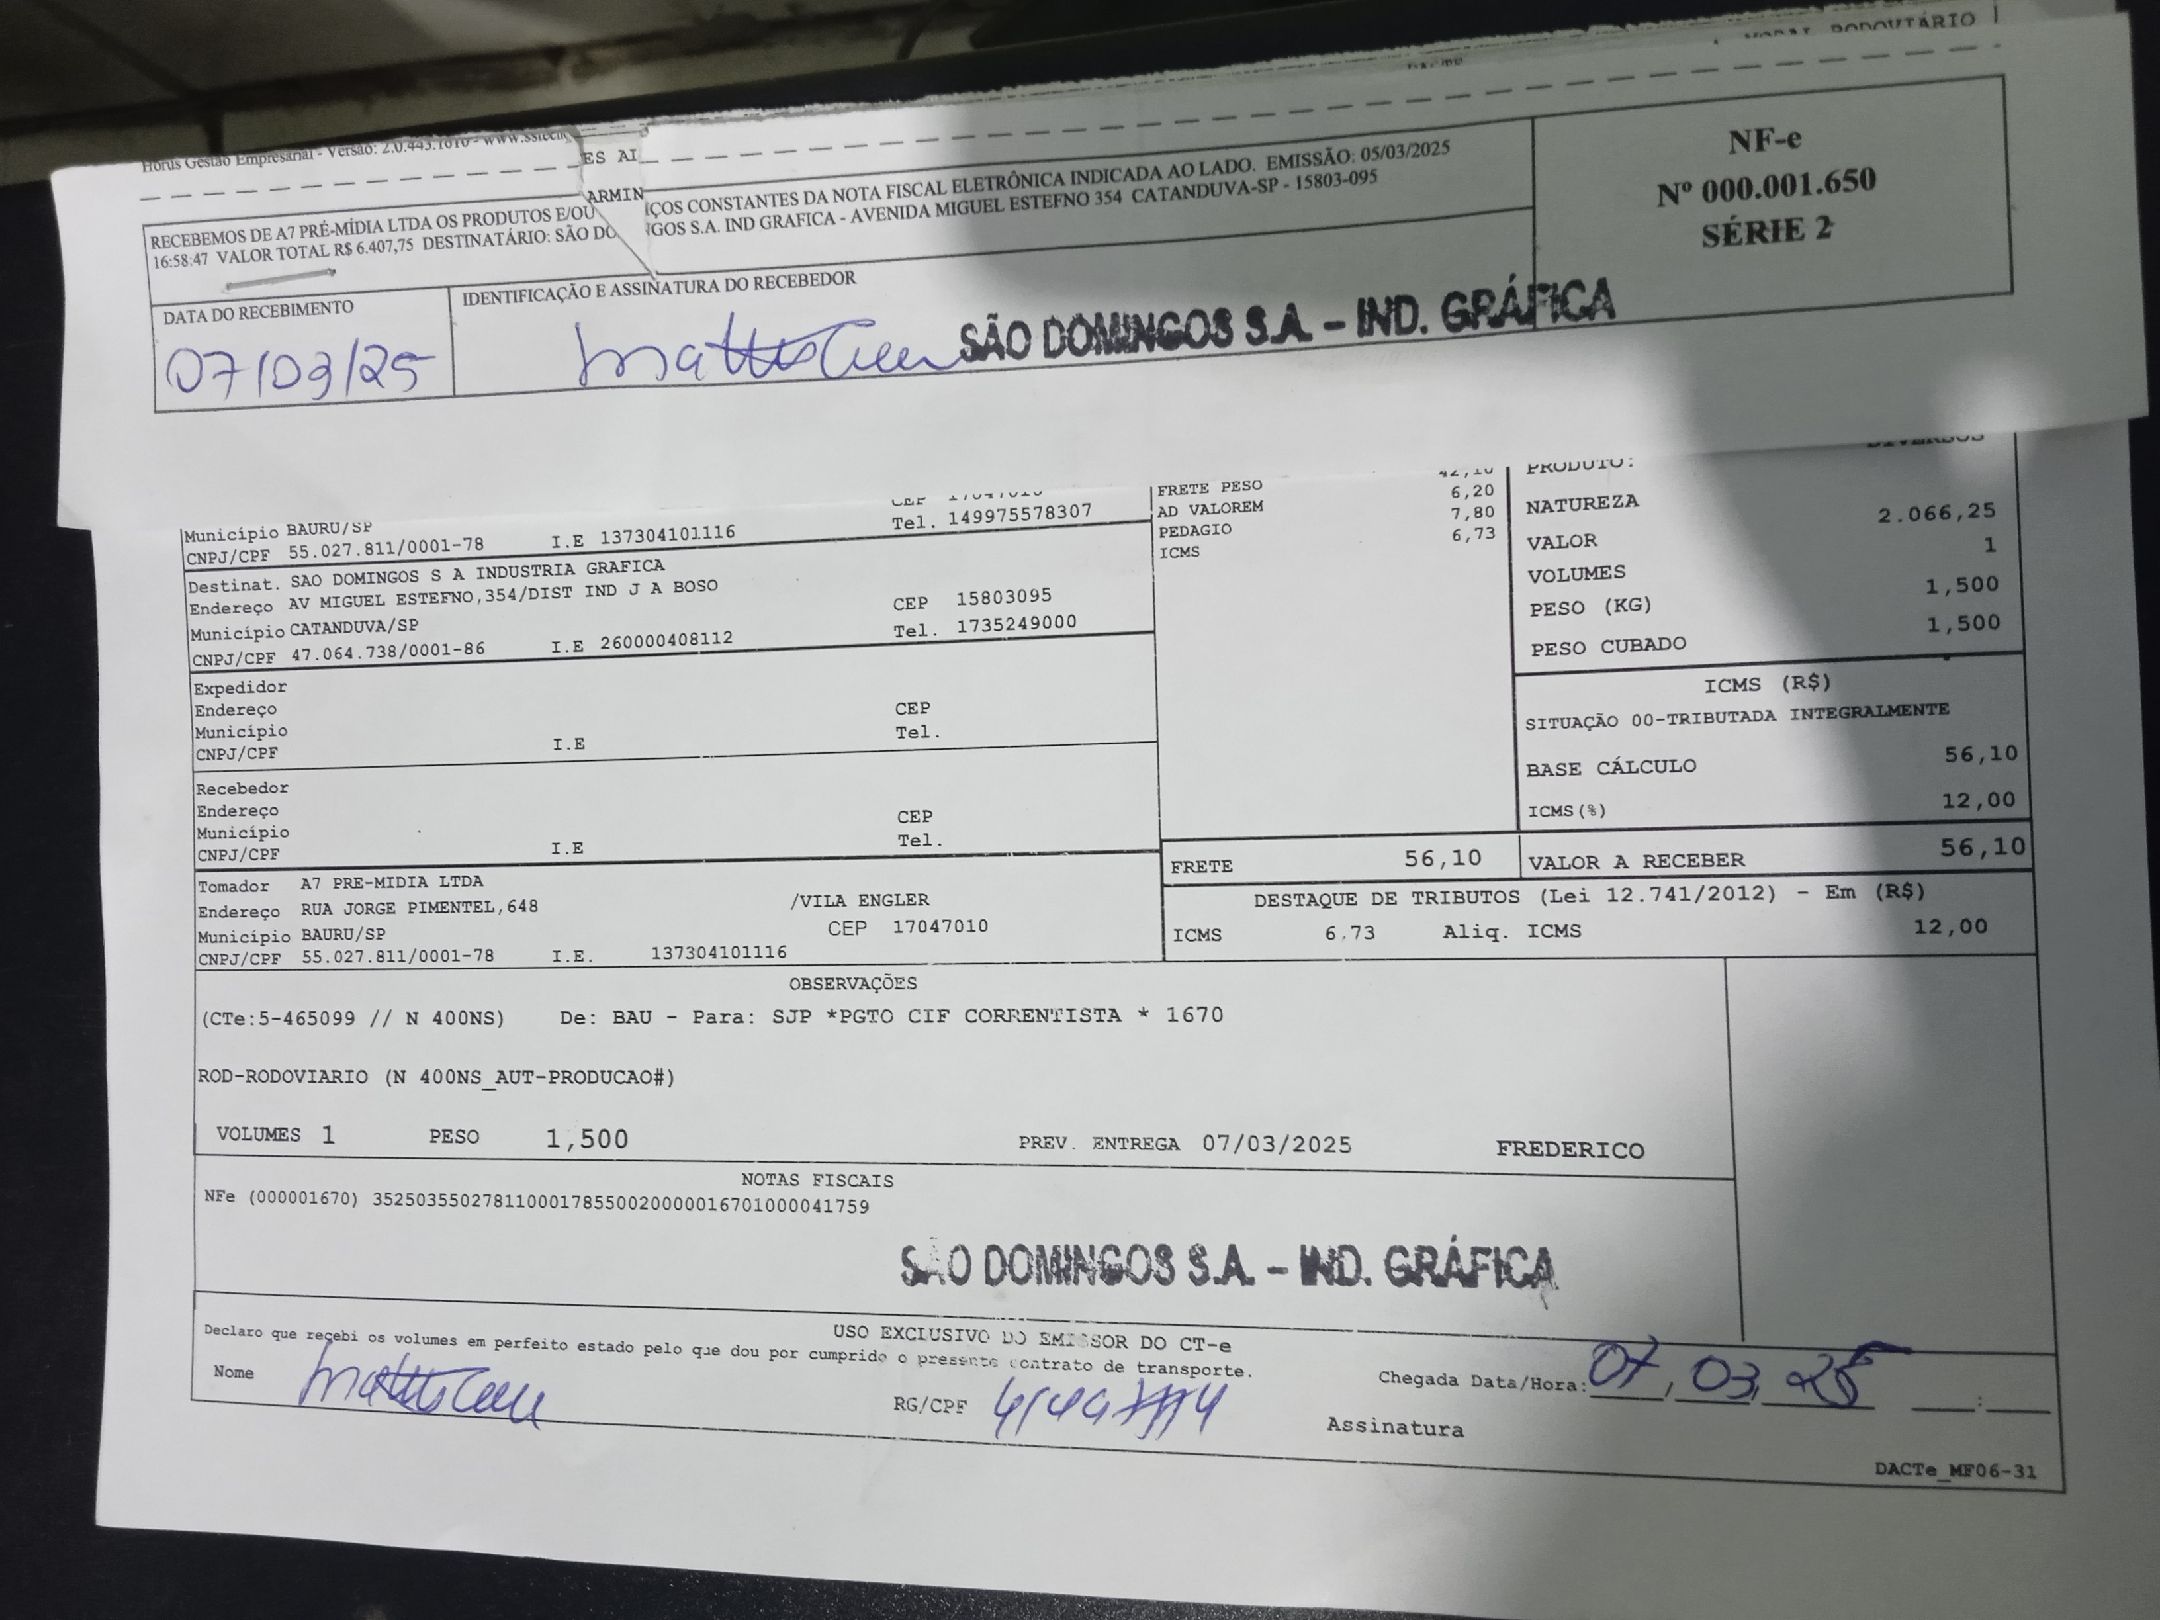 RODOVIÁRIO
Horus Gestão Empresarial - Versão: 2.0.443.1010 -
ES AI
ARMIN
RECEBEMOS DE A7 PRÉ-MÍDIA LTDA OS PRODUTOS E/OU IÇOS CONSTANTES DA NOTA FISCAL ELETRÔNICA INDICADA AO LADO. EMISSÃO: 05/03/2025
16:58:47 VALOR TOTAL R$ 6.407,75 DESTINATÁRIO: SÃO DO NGOS S.A. IND GRAFICA - AVENIDA MIGUEL ESTEFNO 354 CATANDUVA-SP - 15803-095
NF-e
Nº 000.001.650
SÉRIE 2
DATA DO RECEBIMENTO
07/03/25
IDENTIFICAÇÃO E ASSINATURA DO RECEBEDOR
SÃO DOMINGOS S.A. - IND. GRÁFICA
Município BAURU/SP CEP 17047010
CNPJ/CPF 55.027.811/0001-78 I.E 137304101116 Tel. 149975578307
Destinat. SAO DOMINGOS S A INDUSTRIA GRAFICA
Endereço AV MIGUEL ESTEFNO,354/DIST IND J A BOSO
Município CATANDUVA/SP CEP 15803095
CNPJ/CPF 47.064.738/0001-86 I.E 260000408112 Tel. 1735249000
Expedidor
Endereço
Município CEP
CNPJ/CPF I.E Tel.
Recebedor
Endereço
Município CEP
CNPJ/CPF I.E Tel.
Tomador A7 PRE-MIDIA LTDA
Endereço RUA JORGE PIMENTEL,648 /VILA ENGLER
Município BAURU/SP CEP 17047010
CNPJ/CPF 55.027.811/0001-78 I.E. 137304101116
FRETE PESO 42,10
AD VALOREM 6,20
PEDAGIO 7,80
ICMS 6,73
PRODUTO: DIVERSOS
NATUREZA
VALOR 2.066,25
VOLUMES 1
PESO (KG) 1,500
PESO CUBADO 1,500
ICMS (R$)
SITUAÇÃO 00-TRIBUTADA INTEGRALMENTE
BASE CÁLCULO 56,10
ICMS(%) 12,00
FRETE 56,10 VALOR A RECEBER 56,10
DESTAQUE DE TRIBUTOS (Lei 12.741/2012) - Em (R$)
ICMS 6.73 Aliq. ICMS 12,00
OBSERVAÇÕES
(CTe:5-465099 // N 400NS) De: BAU - Para: SJP *PGTO CIF CORRENTISTA * 1670
ROD-RODOVIARIO (N 400NS_AUT-PRODUCAO#)
VOLUMES 1 PESO 1,500 PREV. ENTREGA 07/03/2025 FREDERICO
NOTAS FISCAIS
NFe (000001670) 35250355027811000178550020000016701000041759
SÃO DOMINGOS S.A. - IND. GRÁFICA
USO EXCLUSIVO DO EMISSOR DO CT-e
Declaro que recebi os volumes em perfeito estado pelo que dou por cumprido o presente contrato de transporte.
Nome RG/CPF Chegada Data/Hora: 07,03,25 :
Assinatura
DACTe_MF06-31